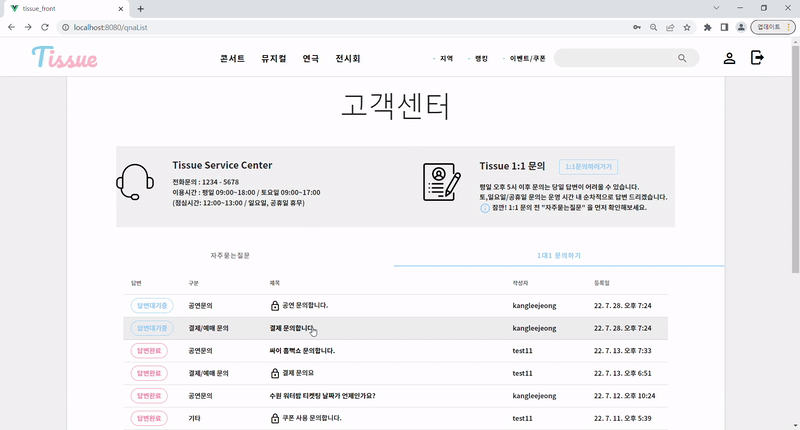 tissue_front
localhost:8080/qnaList
업데이트
Tissue
콘서트 뮤지컬 연극 전시회
· 지역 · 랭킹 · 이벤트/쿠폰
고객센터
Tissue Service Center
전화문의 : 1234 - 5678
이용시간 : 평일 09:00~18:00 / 토요일 09:00~17:00
(점심시간: 12:00~13:00 / 일요일, 공휴일 휴무)
Tissue 1:1 문의 1:1문의하러가기
평일 오후 5시 이후 문의는 당일 답변이 어려울 수 있습니다.
토,일요일/공휴일 문의는 운영 시간 내 순차적으로 답변 드리겠습니다.
잠깐! 1:1 문의 전 "자주묻는질문" 을 먼저 확인해보세요.
자주묻는질문 1대1 문의하기
답변 구분 제목 작성자 등록일
답변대기중 공연문의 공연 문의합니다. kangleejeong 22. 7. 28. 오후 7:24
답변대기중 결제/예매 문의 결제 문의합니다. kangleejeong 22. 7. 28. 오후 7:24
답변완료 공연문의 싸이 흠뻑쇼 문의합니다. test11 22. 7. 13. 오후 7:33
답변완료 결제/예매 문의 결제 문의요 test11 22. 7. 13. 오후 6:51
답변완료 공연문의 수원 워터밤 티켓팅 날짜가 언제인가요? kangleejeong 22. 7. 12. 오후 10:24
답변완료 기타 쿠폰 사용 문의합니다. test11 22. 7. 11. 오후 5:39